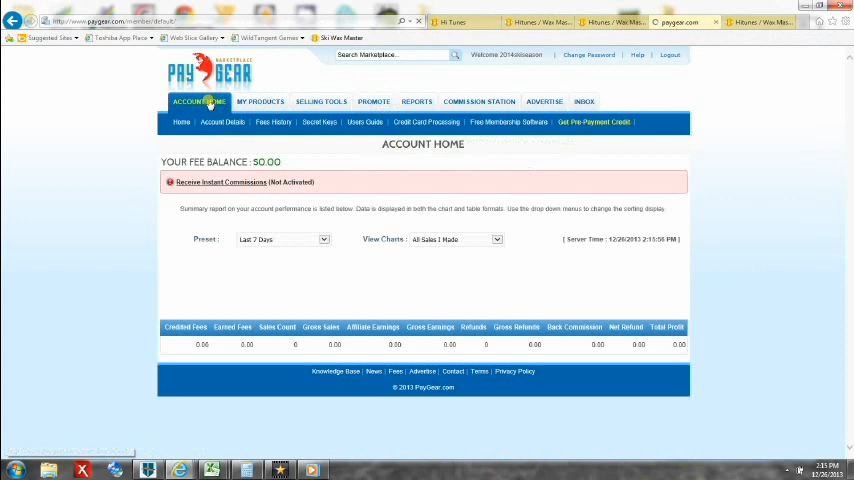 http://www.paygear.com/member/default/
Hi Tunes
Hitunes / Wax Mas...
Hitunes / Wax Mas...
paygear.com
Hitunes / Wax Mas...
Suggested Sites
Toshiba App Place
Web Slice Gallery
WildTangent Games
Ski Wax Master
MARKETPLACE
PAY GEAR
Search Marketplace...
Welcome 2014skiseason
Change Password
Help
Logout
ACCOUNT HOME
MY PRODUCTS
SELLING TOOLS
PROMOTE
REPORTS
COMMISSION STATION
ADVERTISE
INBOX
Home
Account Details
Fees History
Secret Keys
Users Guide
Credit Card Processing
Free Membership Software
Get Pre-Payment Credit
ACCOUNT HOME
YOUR FEE BALANCE : $0.00
Receive Instant Commissions (Not Activated)
Summary report on your account performance is listed below. Data is displayed in both the chart and table formats. Use the drop down menus to change the sorting display.
Preset : Last 7 Days
View Charts : All Sales I Made
[ Server Time : 12/26/2013 2:15:56 PM ]
Credited Fees Earned Fees Sales Count Gross Sales Affiliate Earnings Gross Earnings Refunds Gross Refunds Back Commission Net Refund Total Profit
0.00 0.00 0 0.00 0.00 0.00 0 0.00 0.00 0.00 0.00
Knowledge Base | News | Fees | Advertise | Contact | Terms | Privacy Policy
© 2013 PayGear.com
2:15 PM
12/26/2013